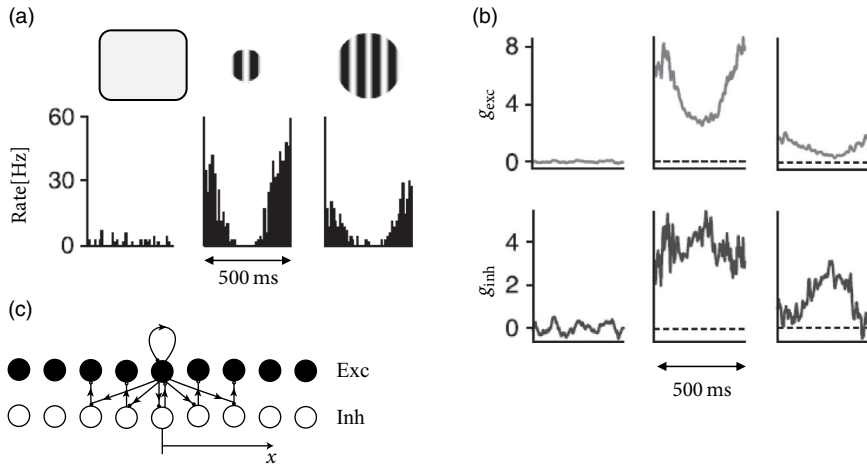 (a)
60
30
0
Rate[Hz]
500 ms
(b)
8
4
0
g_exc
4
2
0
g_inh
500 ms
(c)
Exc
Inh
x